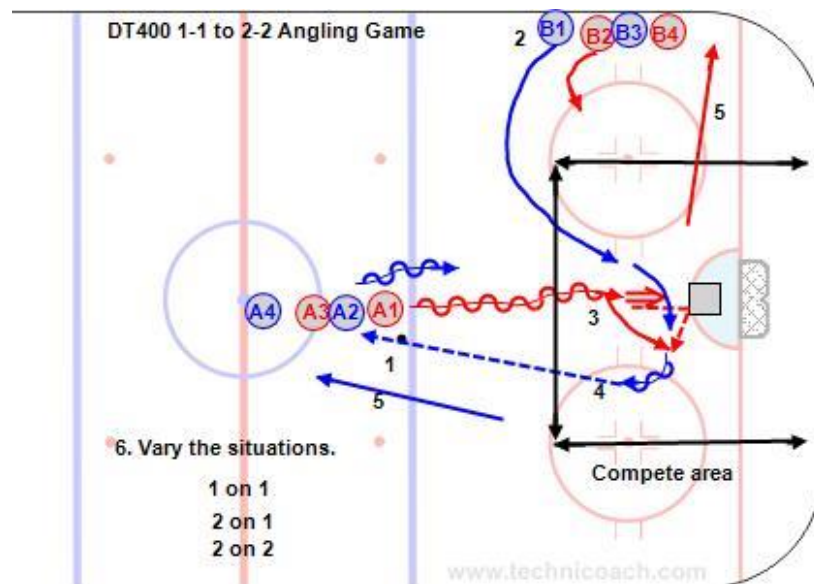 DT400 1-1 to 2-2 Angling Game
2
B1
B2
B3
B4
5
A4
A3
A2
A1
3
1
4
5
6. Vary the situations.
1 on 1
2 on 1
2 on 2
Compete area
www.technicoach.com